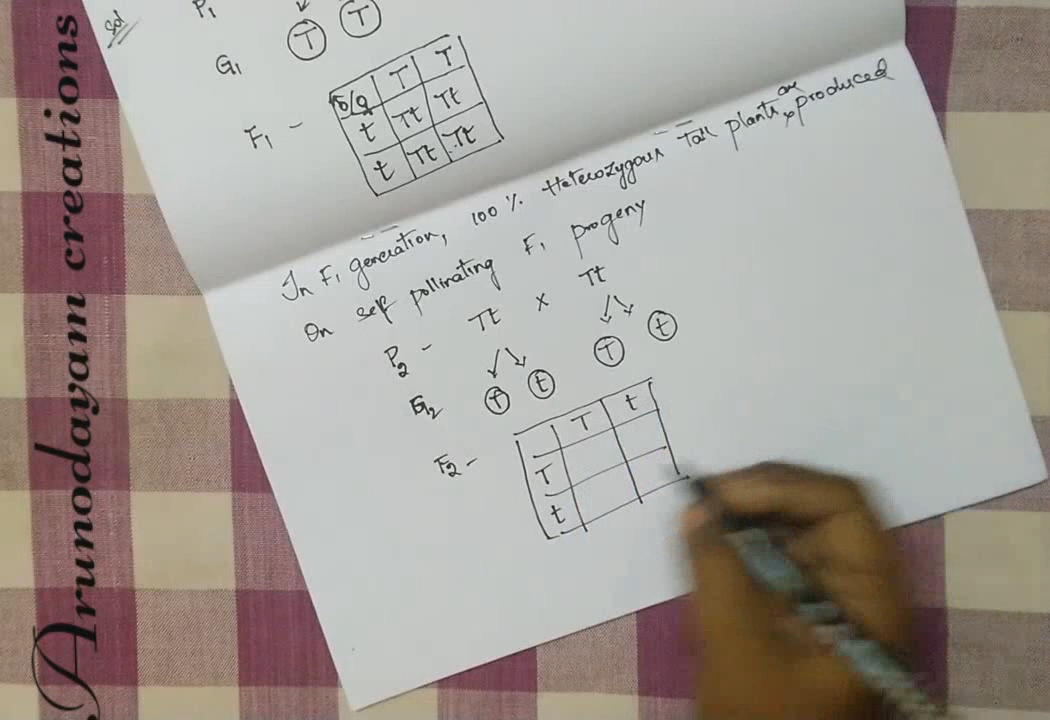 Sol
P1
G1 T T
F1 - ♂/♀ T T
t Tt Tt
t Tt Tt
In F1 generation, 100 % Heterozygous Tall plants are produced
On self pollinating F1 progeny
P2 - Tt x Tt
G2 T t T t
F2 - T t
T
t
Arunodayam creations